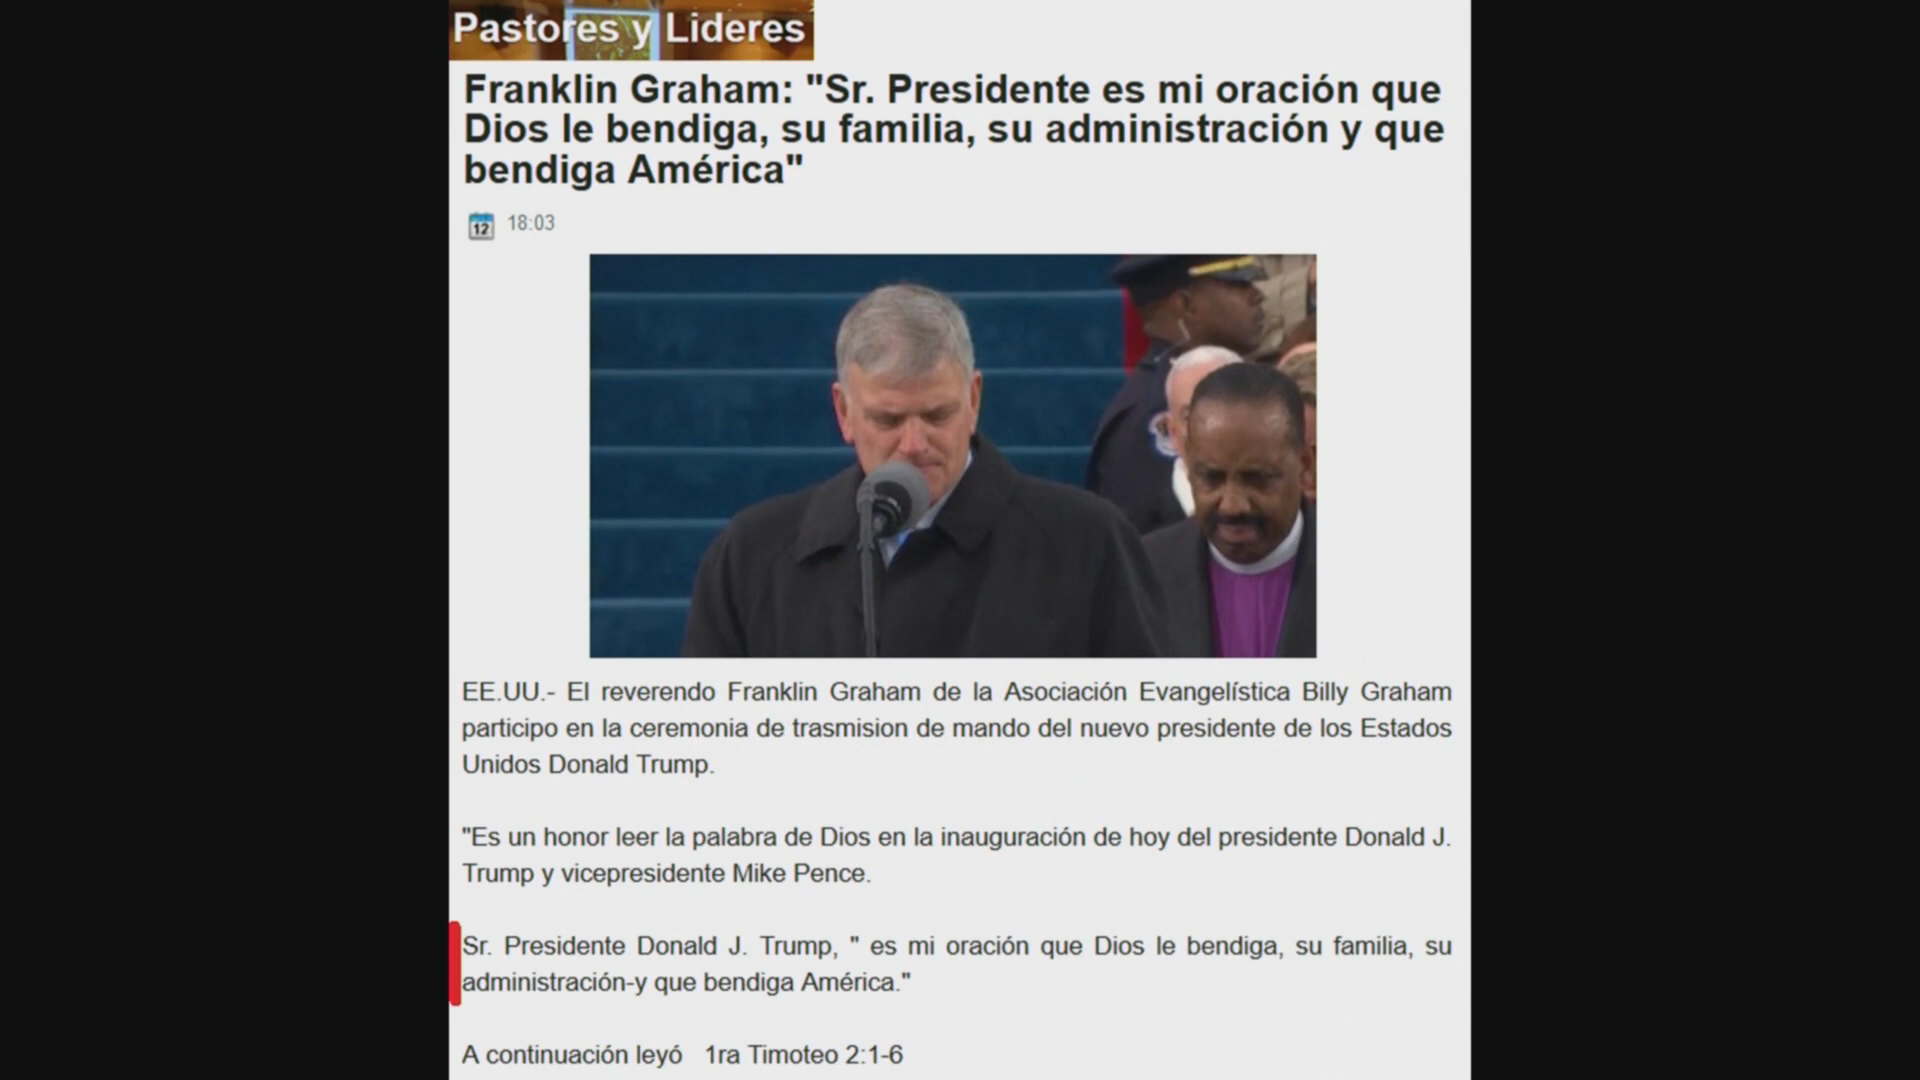 Pastores y Lideres
Franklin Graham: "Sr. Presidente es mi oración que
Dios le bendiga, su familia, su administración y que
bendiga América"
12 18:03
EE.UU.- El reverendo Franklin Graham de la Asociación Evangelística Billy Graham
participo en la ceremonia de trasmision de mando del nuevo presidente de los Estados
Unidos Donald Trump.
"Es un honor leer la palabra de Dios en la inauguración de hoy del presidente Donald J.
Trump y vicepresidente Mike Pence.
Sr. Presidente Donald J. Trump, " es mi oración que Dios le bendiga, su familia, su
administración-y que bendiga América."
A continuación leyó 1ra Timoteo 2:1-6